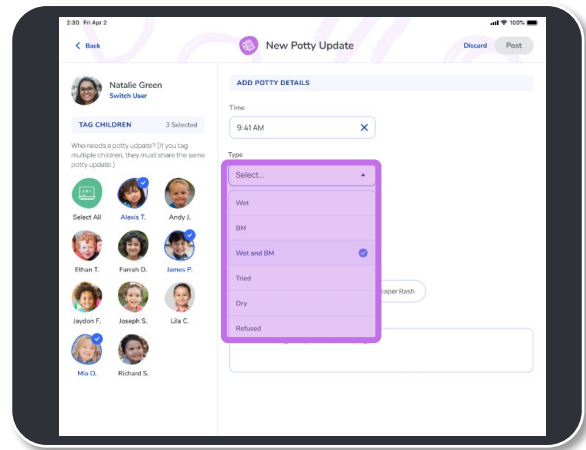 2:30 Fri Apr 2
100%
Back
New Potty Update
Discard
Post
Natalie Green
Switch User
TAG CHILDREN
3 Selected
Who needs a potty udpate? (If you tag
multiple children, they must share the same
potty update.)
Select All
Alexis T.
Andy J.
Ethan T.
Farrah D.
James P.
Jaydon F.
Joseph S.
Lila C.
Mia O.
Richard S.
ADD POTTY DETAILS
Time
9:41 AM
Type
Select...
Wet
BM
Wet and BM
Tried
Dry
Refused
Rash